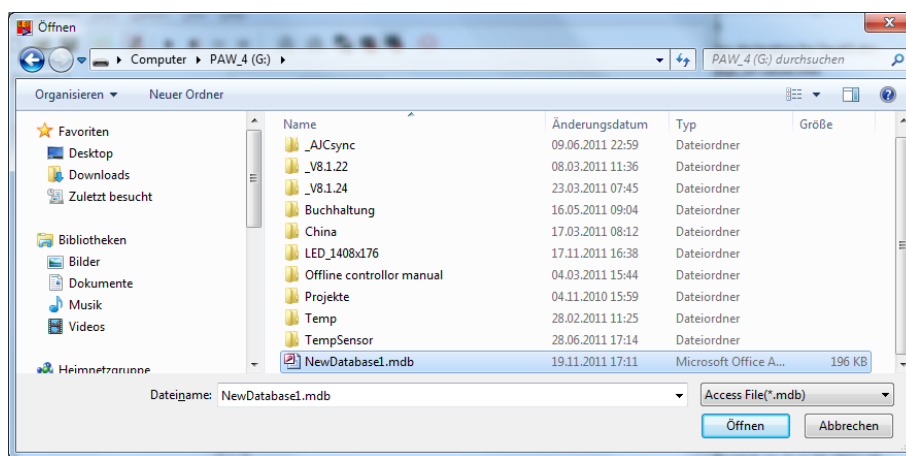 Öffnen
Computer PAW_4 (G:) PAW_4 (G:) durchsuchen
Organisieren Neuer Ordner
Favoriten
Desktop
Downloads
Zuletzt besucht
Bibliotheken
Bilder
Dokumente
Musik
Videos
Heimnetzgruppe
Name Änderungsdatum Typ Größe
_AJCsync 09.06.2011 22:59 Dateiordner
_V8.1.22 08.03.2011 11:36 Dateiordner
_V8.1.24 23.03.2011 07:45 Dateiordner
Buchhaltung 16.05.2011 09:04 Dateiordner
China 17.03.2011 08:12 Dateiordner
LED_1408x176 17.11.2011 16:38 Dateiordner
Offline controllor manual 04.03.2011 15:44 Dateiordner
Projekte 04.11.2010 15:59 Dateiordner
Temp 28.02.2011 11:25 Dateiordner
TempSensor 28.06.2011 17:14 Dateiordner
NewDatabase1.mdb 19.11.2011 17:11 Microsoft Office A... 196 KB
Dateiname: NewDatabase1.mdb Access File(*.mdb)
Öffnen Abbrechen